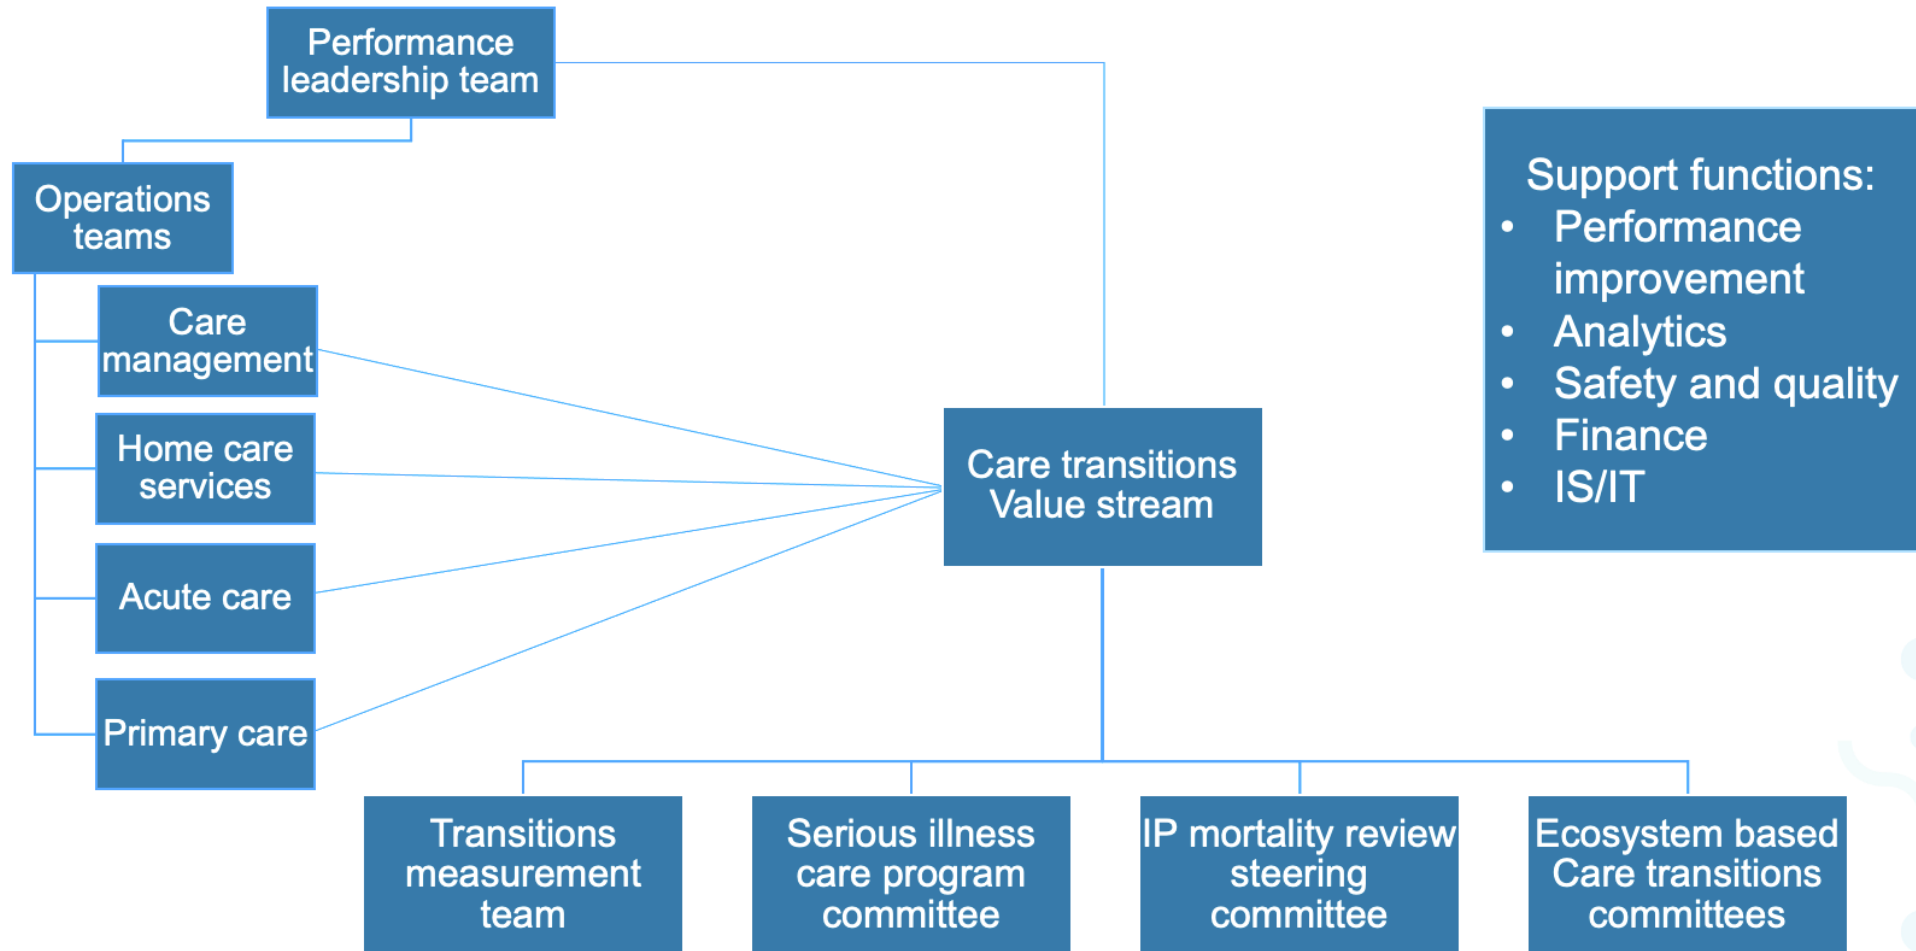 Performance
leadership team
Operations
teams
Care
management
Home care
services
Acute care
Primary care
Care transitions
Value stream
Support functions:
• Performance
improvement
• Analytics
• Safety and quality
• Finance
• IS/IT
Transitions
measurement
team
Serious illness
care program
committee
IP mortality review
steering
committee
Ecosystem based
Care transitions
committees